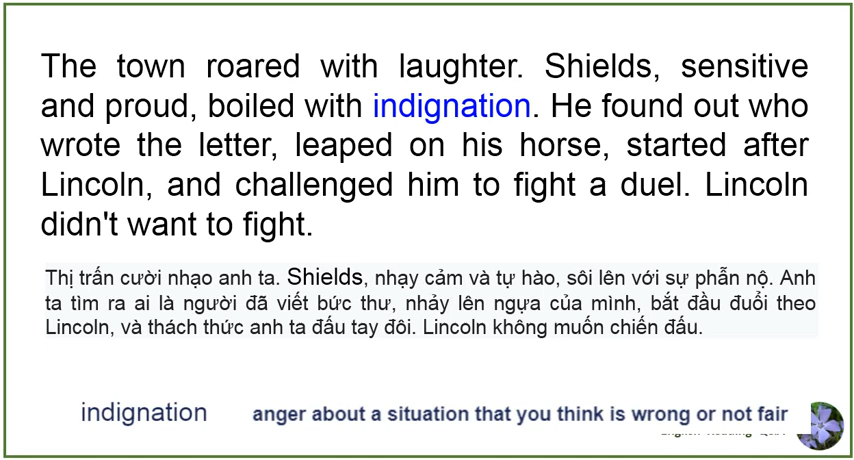 The town roared with laughter. Shields, sensitive
and proud, boiled with indignation. He found out who
wrote the letter, leaped on his horse, started after
Lincoln, and challenged him to fight a duel. Lincoln
didn't want to fight.
Thị trấn cười nhạo anh ta. Shields, nhạy cảm và tự hào, sôi lên với sự phẫn nộ. Anh
ta tìm ra ai là người đã viết bức thư, nhảy lên ngựa của mình, bắt đầu đuổi theo
Lincoln, và thách thức anh ta đấu tay đôi. Lincoln không muốn chiến đấu.
indignation anger about a situation that you think is wrong or not fair